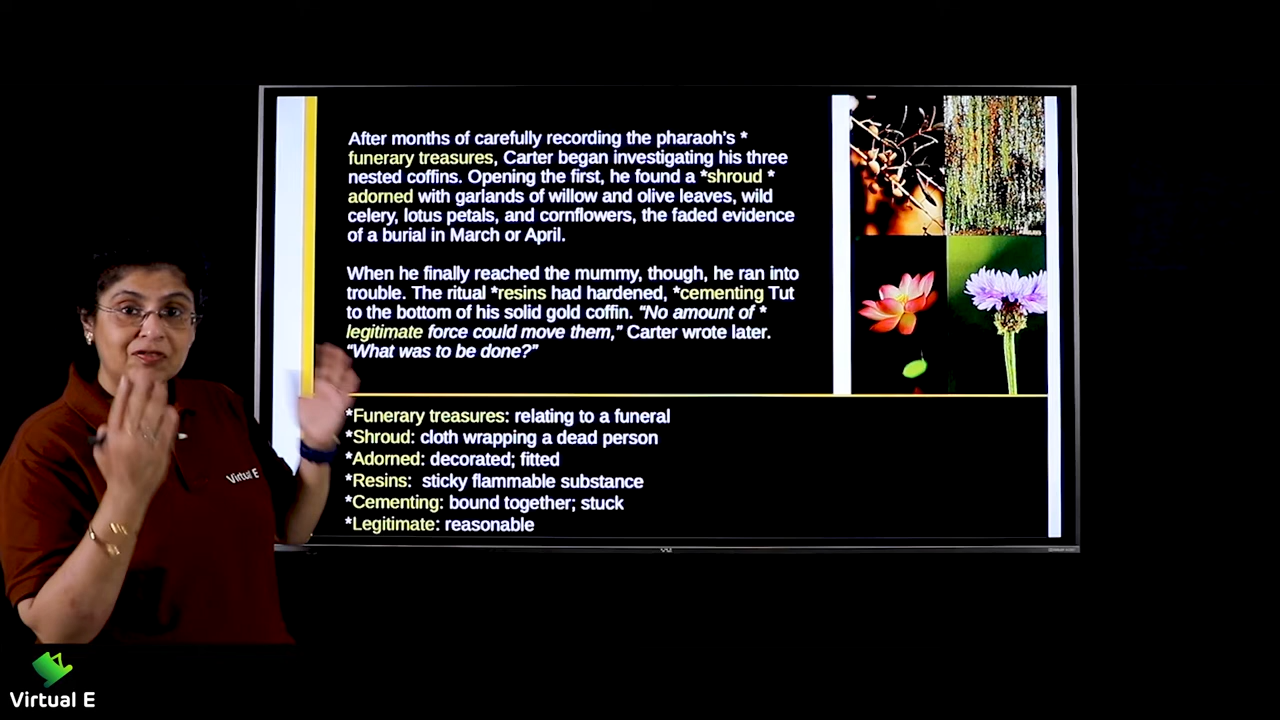 After months of carefully recording the pharaoh's *
funerary treasures, Carter began investigating his three
nested coffins. Opening the first, he found a *shroud *
adorned with garlands of willow and olive leaves, wild
celery, lotus petals, and cornflowers, the faded evidence
of a burial in March or April.
When he finally reached the mummy, though, he ran into
trouble. The ritual *resins had hardened, *cementing Tut
to the bottom of his solid gold coffin. "No amount of *
legitimate force could move them," Carter wrote later.
"What was to be done?"
*Funerary treasures: relating to a funeral
*Shroud: cloth wrapping a dead person
*Adorned: decorated; fitted
*Resins:  sticky flammable substance
*Cementing: bound together; stuck
*Legitimate: reasonable
Virtual E
Virtual E